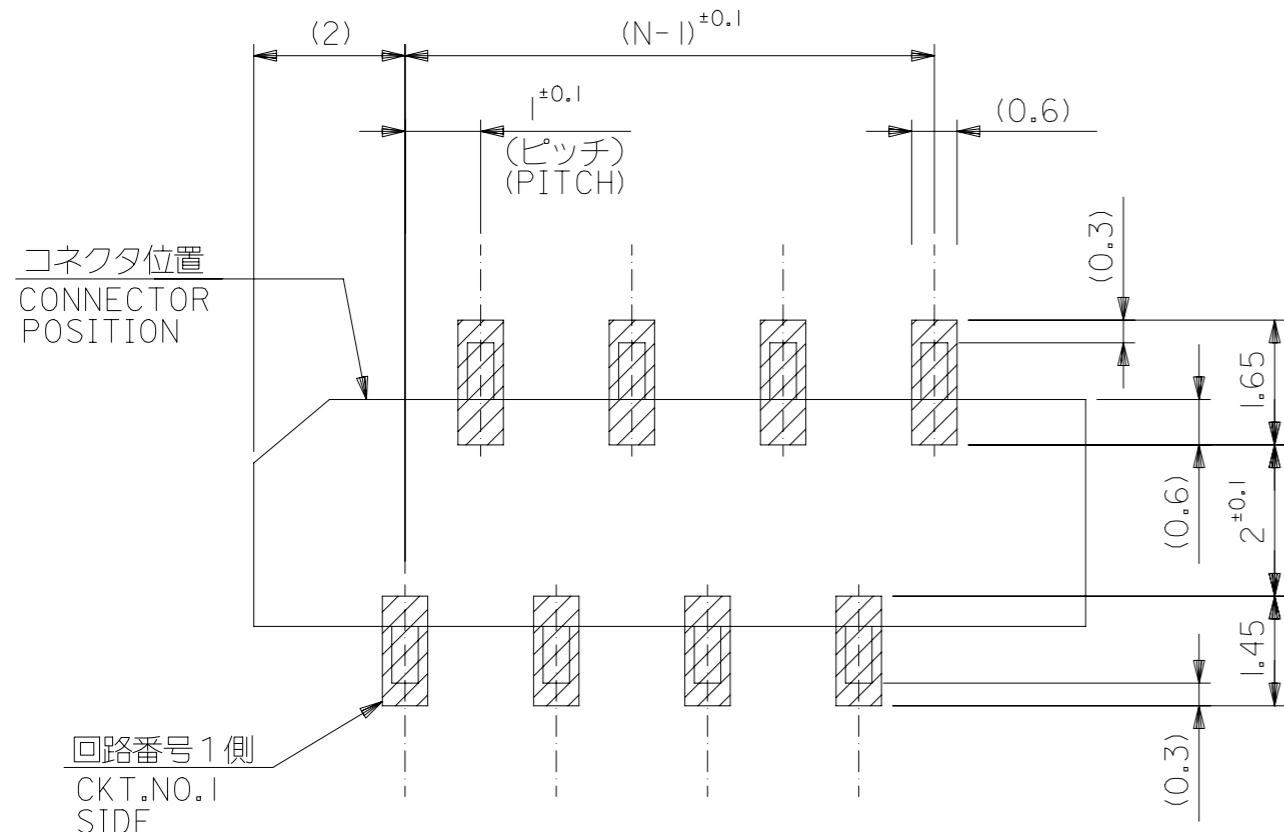 (2)
(N-1)±0.1
1±0.1
(ピッチ)
(PITCH)
(0.6)
(0.3)
コネクタ位置
CONNECTOR
POSITION
1.65
(0.6)
2±0.1
1.45
(0.3)
回路番号1側
CKT.NO.1
SIDE